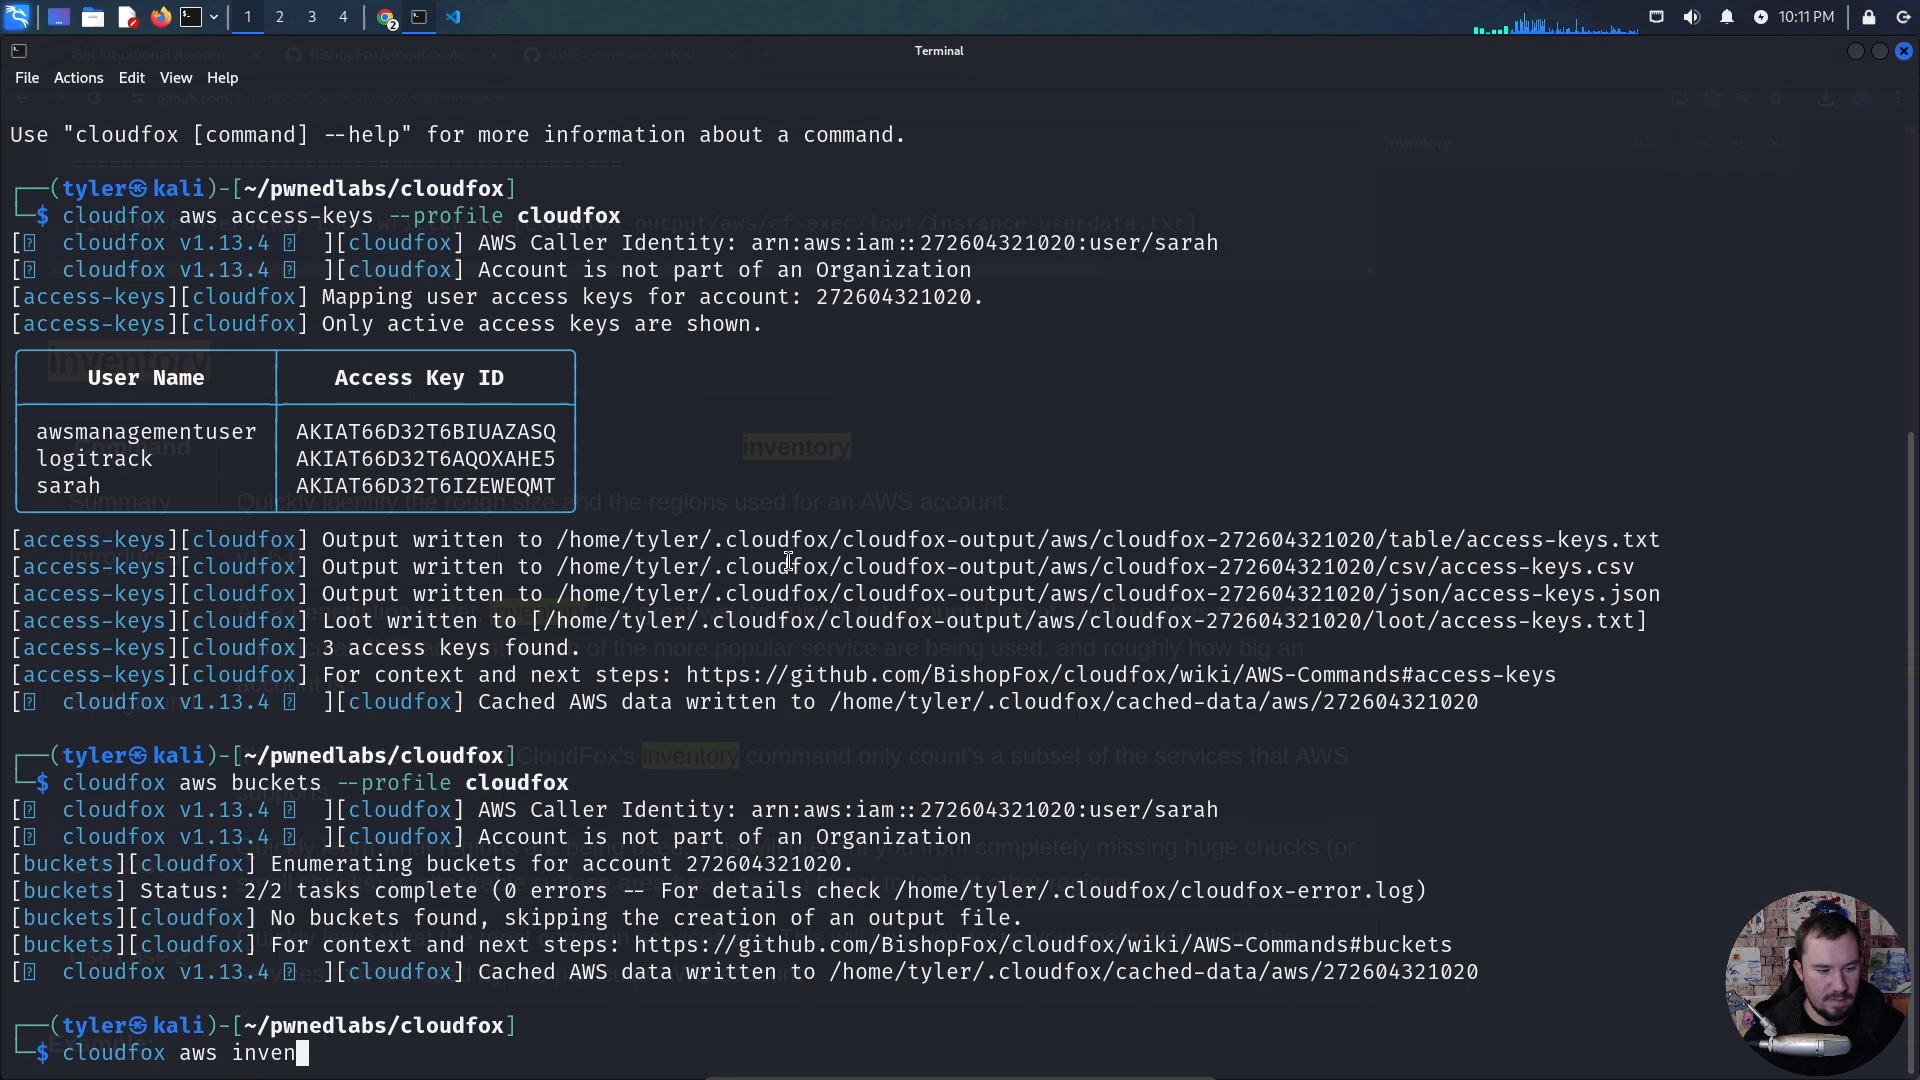 1 2 3 4
2
10:11 PM
Terminal
File Actions Edit View Help
Use "cloudfox [command] --help" for more information about a command.
┌──(tyler㉿kali)-[~/pwnedlabs/cloudfox]
└─$ cloudfox aws access-keys --profile cloudfox
[ cloudfox v1.13.4 ][cloudfox] AWS Caller Identity: arn:aws:iam::272604321020:user/sarah
[ cloudfox v1.13.4 ][cloudfox] Account is not part of an Organization
[access-keys][cloudfox] Mapping user access keys for account: 272604321020.
[access-keys][cloudfox] Only active access keys are shown.
User Name Access Key ID
awsmanagementuser AKIAT66D32T6BIUAZASQ
logitrack AKIAT66D32T6AQOXAHE5
sarah AKIAT66D32T6IZEWEQMT
[access-keys][cloudfox] Output written to /home/tyler/.cloudfox/cloudfox-output/aws/cloudfox-272604321020/table/access-keys.txt
[access-keys][cloudfox] Output written to /home/tyler/.cloudfox/cloudfox-output/aws/cloudfox-272604321020/csv/access-keys.csv
[access-keys][cloudfox] Output written to /home/tyler/.cloudfox/cloudfox-output/aws/cloudfox-272604321020/json/access-keys.json
[access-keys][cloudfox] Loot written to [/home/tyler/.cloudfox/cloudfox-output/aws/cloudfox-272604321020/loot/access-keys.txt]
[access-keys][cloudfox] 3 access keys found.
[access-keys][cloudfox] For context and next steps: https://github.com/BishopFox/cloudfox/wiki/AWS-Commands#access-keys
[ cloudfox v1.13.4 ][cloudfox] Cached AWS data written to /home/tyler/.cloudfox/cached-data/aws/272604321020
┌──(tyler㉿kali)-[~/pwnedlabs/cloudfox]
└─$ cloudfox aws buckets --profile cloudfox
[ cloudfox v1.13.4 ][cloudfox] AWS Caller Identity: arn:aws:iam::272604321020:user/sarah
[ cloudfox v1.13.4 ][cloudfox] Account is not part of an Organization
[buckets][cloudfox] Enumerating buckets for account 272604321020.
[buckets] Status: 2/2 tasks complete (0 errors -- For details check /home/tyler/.cloudfox/cloudfox-error.log)
[buckets][cloudfox] No buckets found, skipping the creation of an output file.
[buckets][cloudfox] For context and next steps: https://github.com/BishopFox/cloudfox/wiki/AWS-Commands#buckets
[ cloudfox v1.13.4 ][cloudfox] Cached AWS data written to /home/tyler/.cloudfox/cached-data/aws/272604321020
┌──(tyler㉿kali)-[~/pwnedlabs/cloudfox]
└─$ cloudfox aws inven